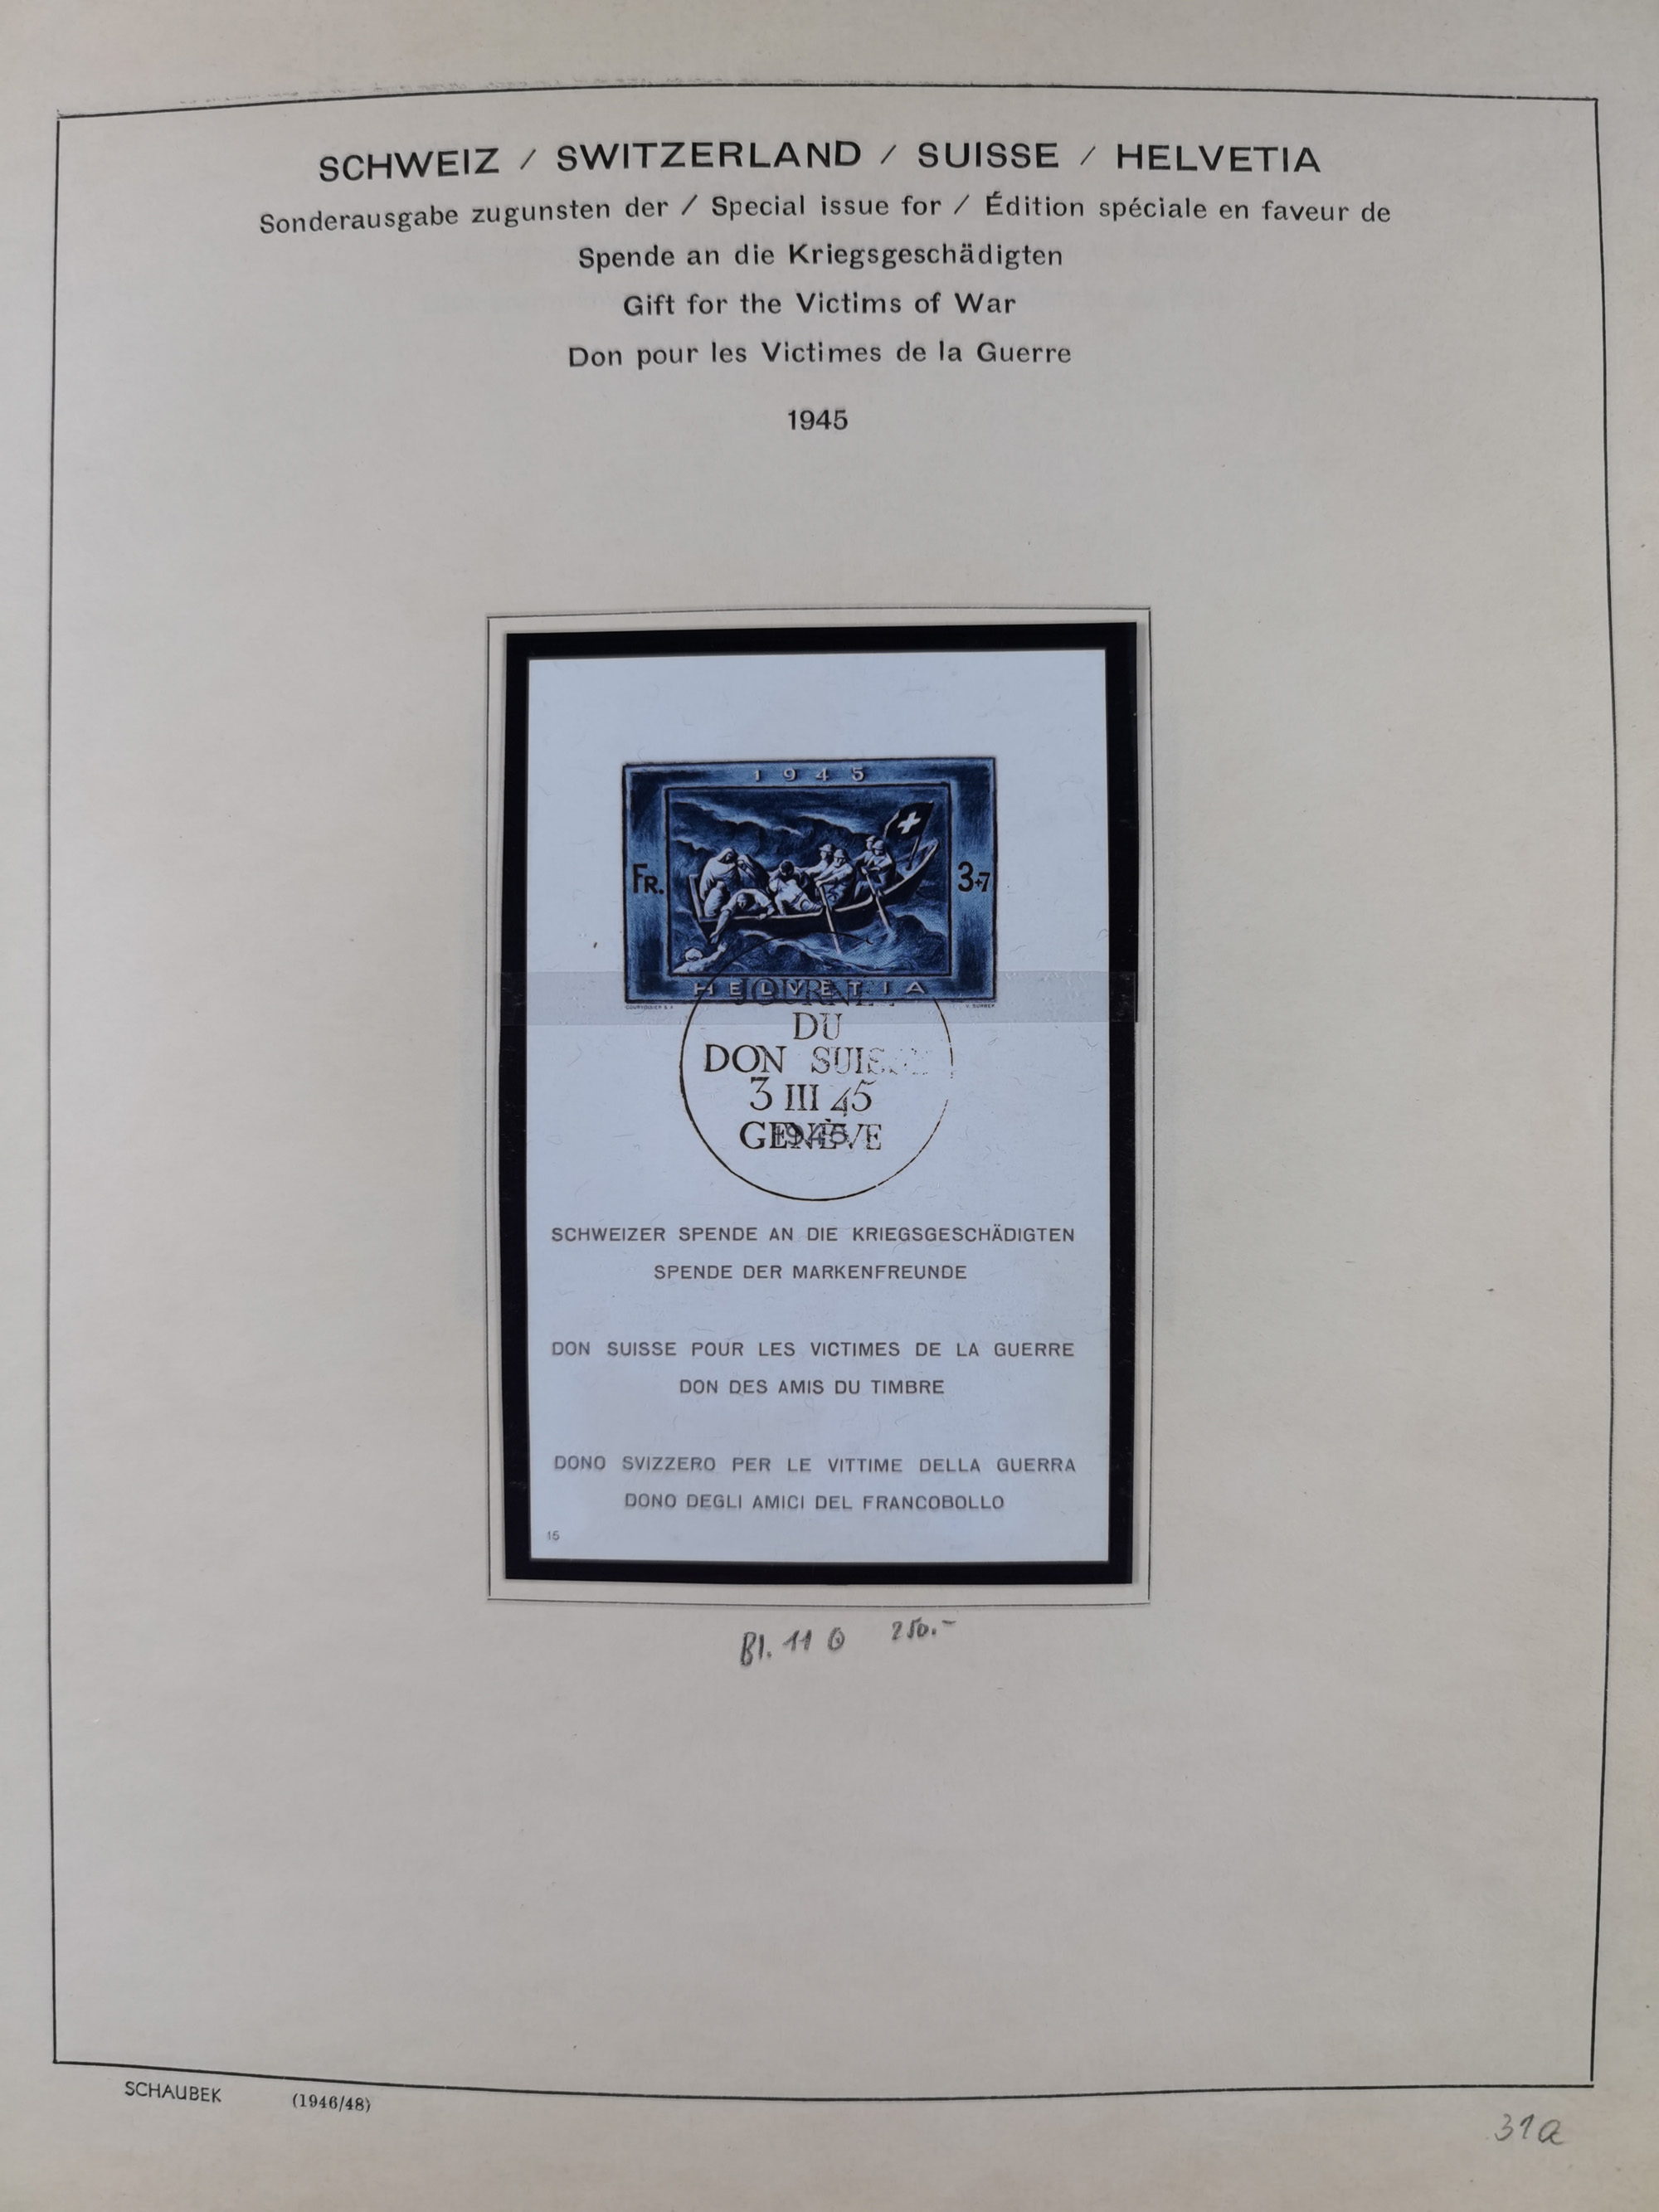 SCHWEIZ / SWITZERLAND / SUISSE / HELVETIA
Sonderausgabe zugunsten der / Special issue for / Édition spéciale en faveur de
Spende an die Kriegsgeschädigten
Gift for the Victims of War
Don pour les Victimes de la Guerre
1945
1945
FR. 3+7
HELVETIA
DU
DON SUISSE
3 III 45
GENÈVE
1945
SCHWEIZER SPENDE AN DIE KRIEGSGESCHÄDIGTEN
SPENDE DER MARKENFREUNDE
DON SUISSE POUR LES VICTIMES DE LA GUERRE
DON DES AMIS DU TIMBRE
DONO SVIZZERO PER LE VITTIME DELLA GUERRA
DONO DEGLI AMICI DEL FRANCOBOLLO
15
Bl. 11 ⊙ 250.-
SCHAUBEK (1946/48)
31a